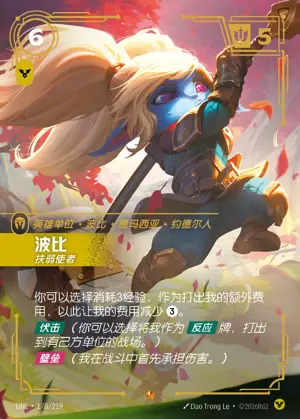 6
5
英雄单位·波比·德玛西亚·约德尔人
波比
扶弱使者
你可以选择消耗3经验，作为打出我的额外费
用，以此让我的费用减少 3 。
伏击 （你可以选择将我作为 反应 牌，打出
到有己方单位的战场。）
壁垒 （我在战斗中首先承担伤害。）
UNL · 178/219
Dao Trong Le ©2026RGI